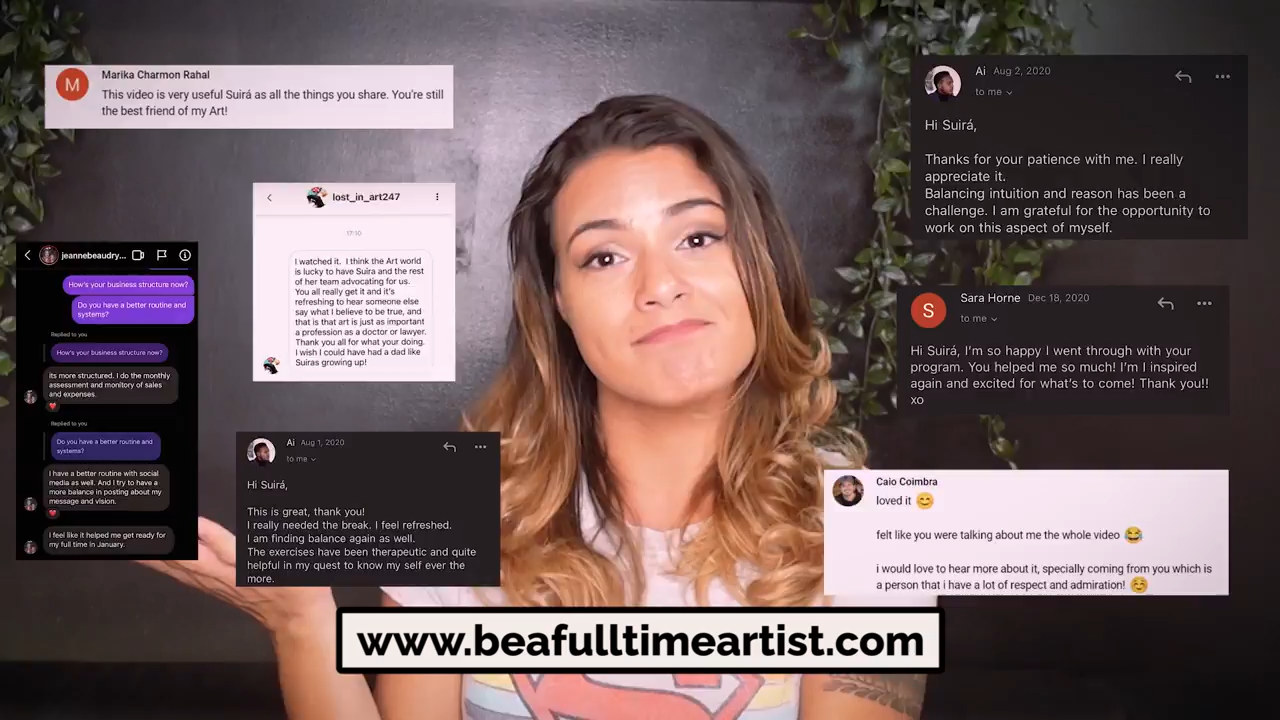 M
Marika Charmon Rahal
This video is very useful Suirá as all the things you share. You're still
the best friend of my Art!
lost_in_art247
17:10
I watched it. I think the Art world
is lucky to have Suira and the rest
of her team advocating for us.
You all really get it and it's
refreshing to hear someone else
say what I believe to be true, and
that is that art is just as important
a profession as a doctor or lawyer.
Thank you all for what your doing.
I wish I could have had a dad like
Suiras growing up!
jeannebeaudry...
How's your business structure now?
Do you have a better routine and
systems?
Replied to you
How's your business structure now?
its more structured. I do the monthly
assessment and monitory of sales
and expenses.
Replied to you
Do you have a better routine and
systems?
I have a better routine with social
media as well. And I try to have a
more balance in posting about my
message and vision.
I feel like it helped me get ready for
my full time in January.
Ai Aug 1, 2020
to me
Hi Suirá,
This is great, thank you!
I really needed the break. I feel refreshed.
I am finding balance again as well.
The exercises have been therapeutic and quite
helpful in my quest to know my self ever the
more.
Ai Aug 2, 2020
to me
Hi Suirá,
Thanks for your patience with me. I really
appreciate it.
Balancing intuition and reason has been a
challenge. I am grateful for the opportunity to
work on this aspect of myself.
S
Sara Horne Dec 18, 2020
to me
Hi Suirá, I'm so happy I went through with your
program. You helped me so much! I'm I inspired
again and excited for what's to come! Thank you!!
xo
Caio Coimbra
loved it 😊
felt like you were talking about me the whole video 😂
i would love to hear more about it, specially coming from you which is
a person that i have a lot of respect and admiration! ☺️
www.beafulltimeartist.com